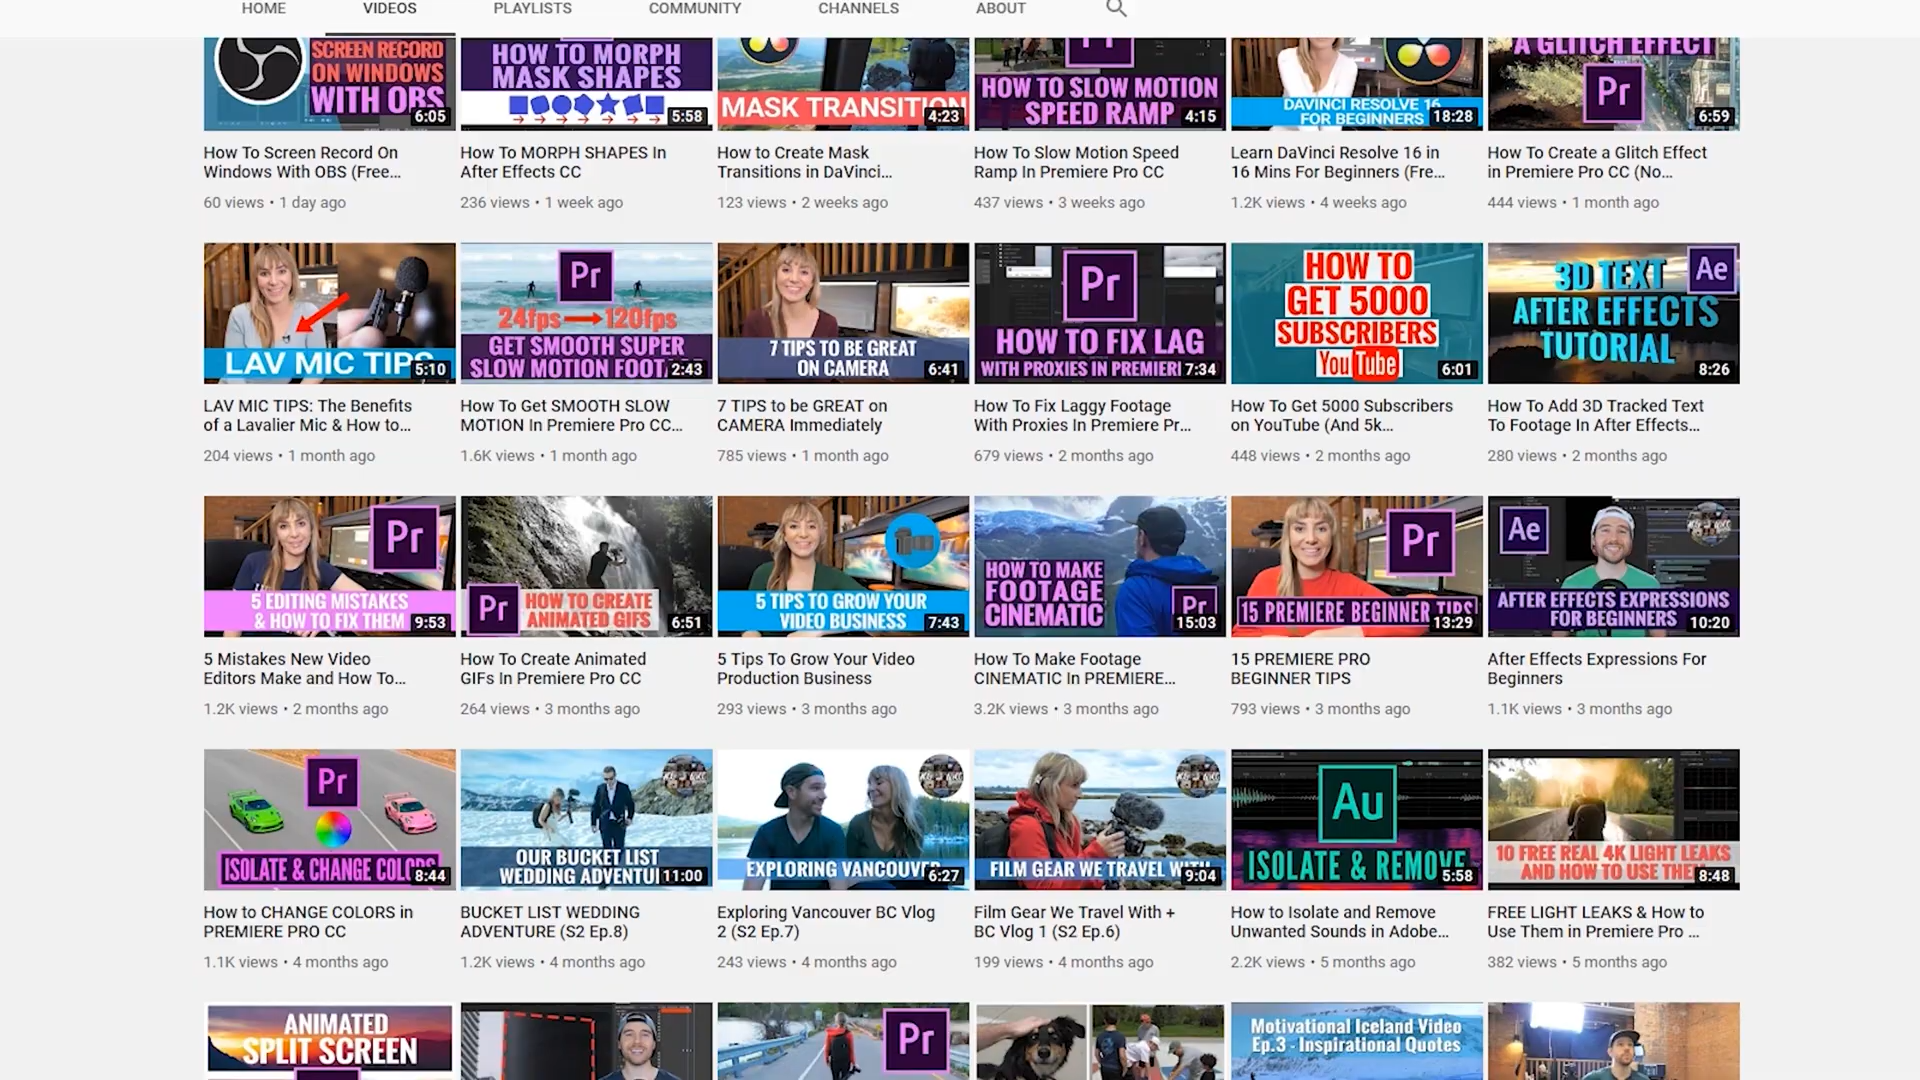 HOME VIDEOS PLAYLISTS COMMUNITY CHANNELS ABOUT
SCREEN RECORD
ON WINDOWS
WITH OBS
6:05
HOW TO MORPH
MASK SHAPES
5:58
MASK TRANSITION
4:23
HOW TO SLOW MOTION
SPEED RAMP
4:15
DAVINCI RESOLVE 16
FOR BEGINNERS
18:28
A GLITCH EFFECT
Pr
6:59
How To Screen Record On
Windows With OBS (Free...
60 views • 1 day ago
How To MORPH SHAPES In
After Effects CC
236 views • 1 week ago
How to Create Mask
Transitions in DaVinci...
123 views • 2 weeks ago
How To Slow Motion Speed
Ramp In Premiere Pro CC
437 views • 3 weeks ago
Learn DaVinci Resolve 16 in
16 Mins For Beginners (Fre...
1.2K views • 4 weeks ago
How To Create a Glitch Effect
in Premiere Pro CC (No...
444 views • 1 month ago
LAV MIC TIPS
5:10
Pr
24fps 120fps
GET SMOOTH SUPER
SLOW MOTION FOOT
2:43
7 TIPS TO BE GREAT
ON CAMERA
6:41
Pr
HOW TO FIX LAG
WITH PROXIES IN PREMIER
7:34
HOW TO
GET 5000
SUBSCRIBERS
YouTube
6:01
Ae
3D TEXT
AFTER EFFECTS
TUTORIAL
8:26
LAV MIC TIPS: The Benefits
of a Lavalier Mic & How to...
204 views • 1 month ago
How To Get SMOOTH SLOW
MOTION In Premiere Pro CC...
1.6K views • 1 month ago
7 TIPS to be GREAT on
CAMERA Immediately
785 views • 1 month ago
How To Fix Laggy Footage
With Proxies In Premiere Pr...
679 views • 2 months ago
How To Get 5000 Subscribers
on YouTube (And 5k...
448 views • 2 months ago
How To Add 3D Tracked Text
To Footage In After Effects...
280 views • 2 months ago
Pr
5 EDITING MISTAKES
& HOW TO FIX THEM
9:53
Pr
HOW TO CREATE
ANIMATED GIFS
6:51
5 TIPS TO GROW YOUR
VIDEO BUSINESS
7:43
HOW TO MAKE
FOOTAGE
CINEMATIC
Pr
15:03
Pr
15 PREMIERE BEGINNER TIPS
13:29
Ae
AFTER EFFECTS EXPRESSIONS
FOR BEGINNERS
10:20
5 Mistakes New Video
Editors Make and How To...
1.2K views • 2 months ago
How To Create Animated
GIFs In Premiere Pro CC
264 views • 3 months ago
5 Tips To Grow Your Video
Production Business
293 views • 3 months ago
How To Make Footage
CINEMATIC In PREMIERE...
3.2K views • 3 months ago
15 PREMIERE PRO
BEGINNER TIPS
793 views • 3 months ago
After Effects Expressions For
Beginners
1.1K views • 3 months ago
Pr
ISOLATE & CHANGE COLORS
8:44
OUR BUCKET LIST
WEDDING ADVENTU
11:00
EXPLORING VANCOUVER
6:27
FILM GEAR WE TRAVEL WITH
9:04
Au
ISOLATE & REMOVE
5:58
10 FREE REAL 4K LIGHT LEAKS
AND HOW TO USE THEM
8:48
How to CHANGE COLORS in
PREMIERE PRO CC
1.1K views • 4 months ago
BUCKET LIST WEDDING
ADVENTURE (S2 Ep.8)
1.2K views • 4 months ago
Exploring Vancouver BC Vlog
2 (S2 Ep.7)
243 views • 4 months ago
Film Gear We Travel With +
BC Vlog 1 (S2 Ep.6)
199 views • 4 months ago
How to Isolate and Remove
Unwanted Sounds in Adobe...
2.2K views • 5 months ago
FREE LIGHT LEAKS & How to
Use Them in Premiere Pro ...
382 views • 5 months ago
ANIMATED
SPLIT SCREEN
Pr
Motivational Iceland Video
Ep.3 - Inspirational Quotes